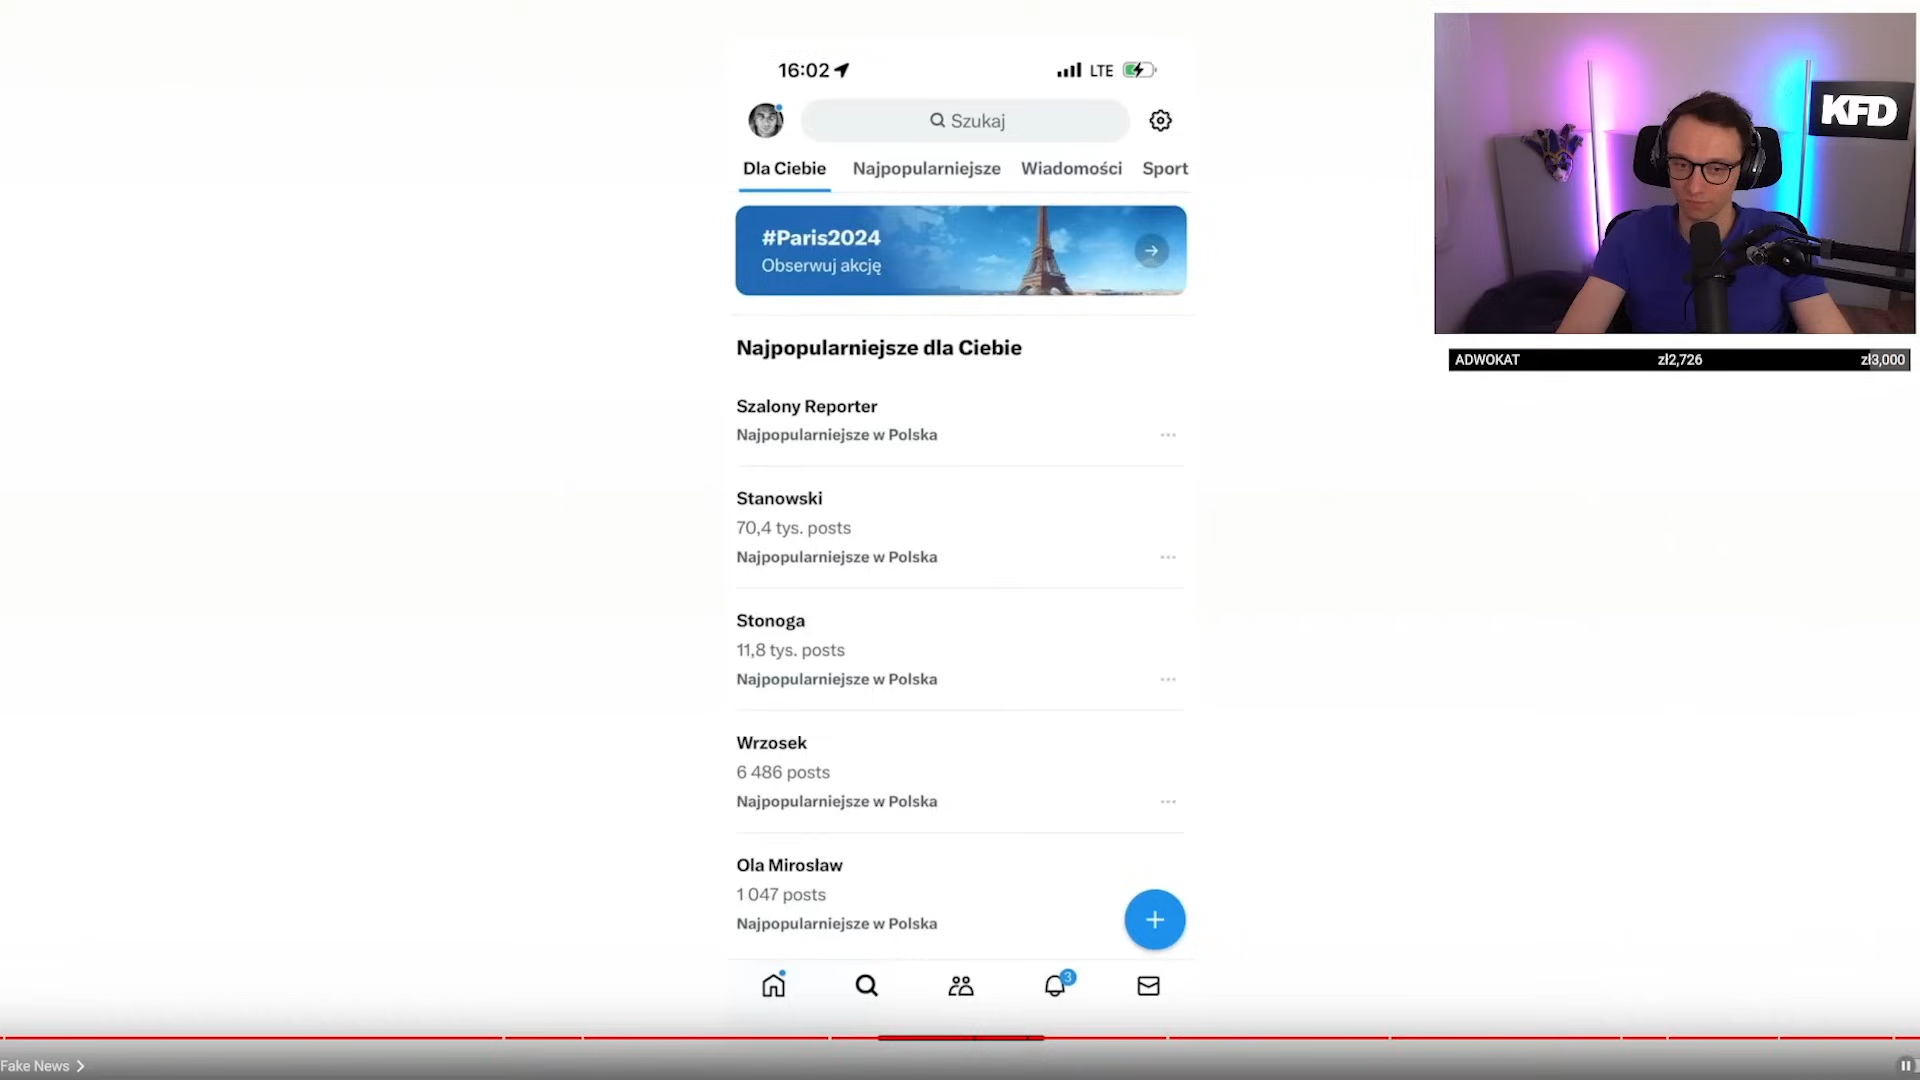 16:02
LTE
Szukaj
Dla Ciebie Najpopularniejsze Wiadomości Sport
#Paris2024
Obserwuj akcję
Najpopularniejsze dla Ciebie
Szalony Reporter
Najpopularniejsze w Polska
Stanowski
70,4 tys. posts
Najpopularniejsze w Polska
Stonoga
11,8 tys. posts
Najpopularniejsze w Polska
Wrzosek
6 486 posts
Najpopularniejsze w Polska
Ola Mirosław
1 047 posts
Najpopularniejsze w Polska
3
KFD
ADWOKAT zł2,726 zł3,000
Fake News